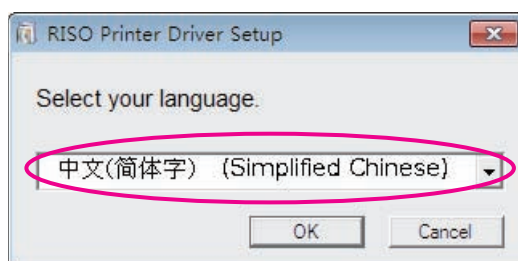 RISO Printer Driver Setup
Select your language.
中文(简体字) (Simplified Chinese)
OK Cancel